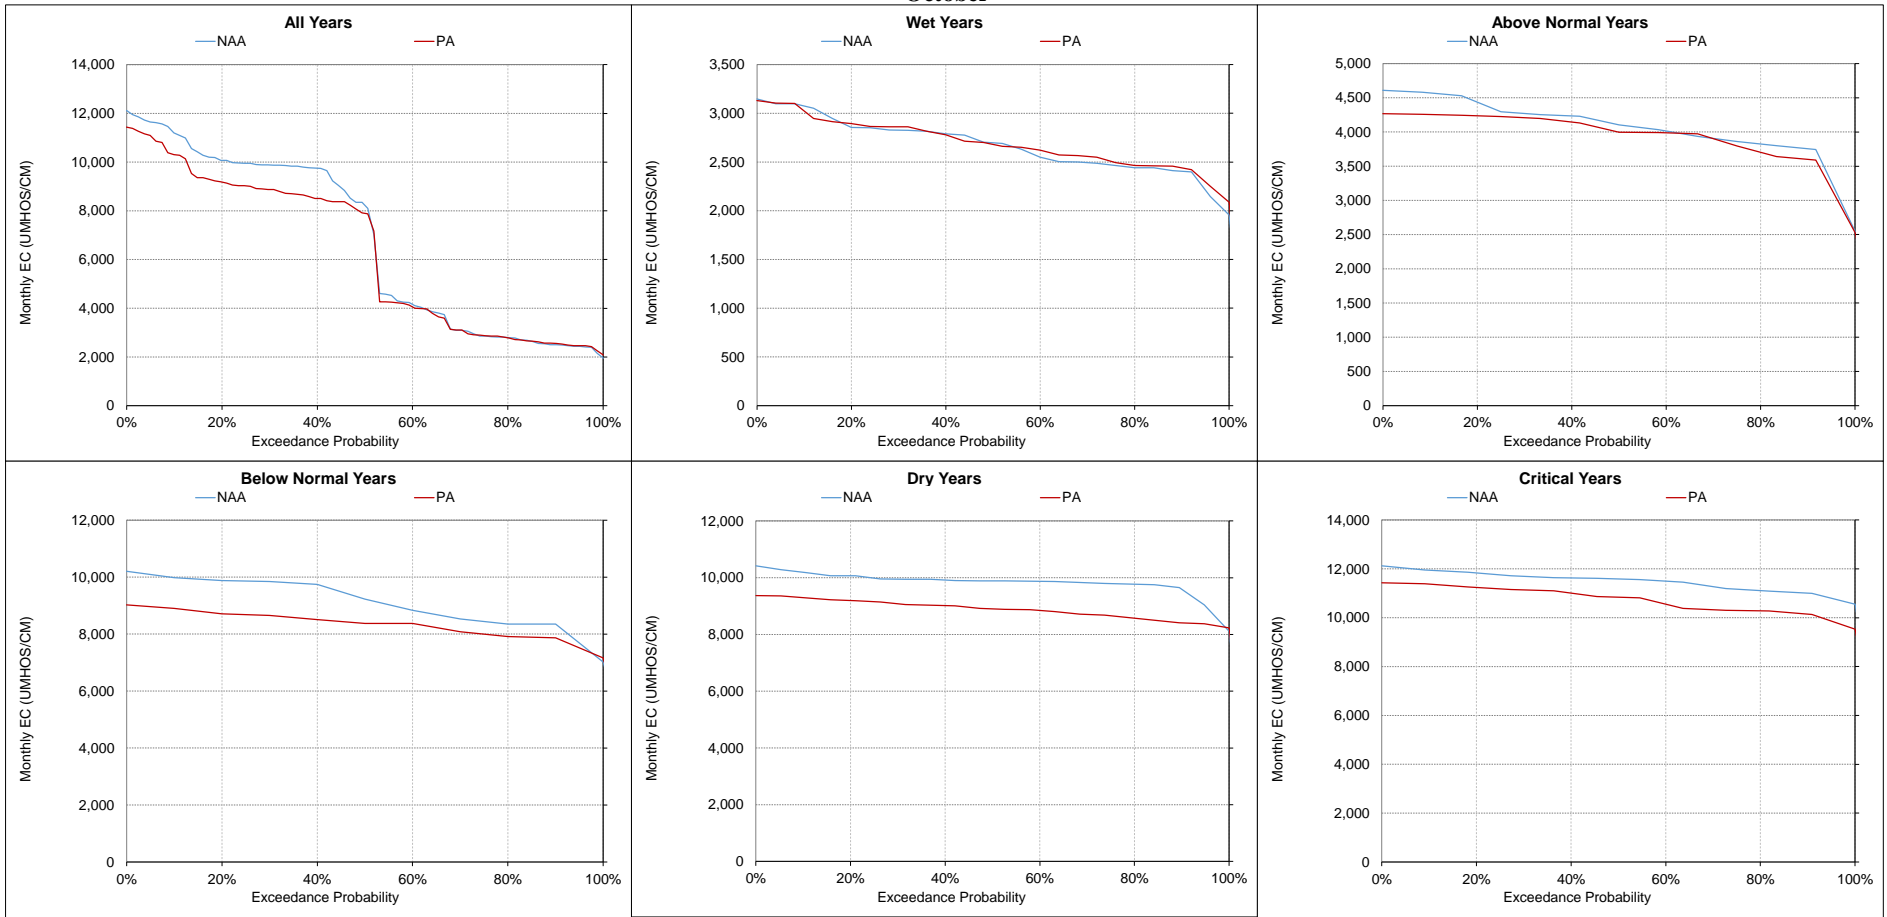 October
All Years
NAA PA
14,000
12,000
10,000
8,000
6,000
4,000
2,000
0
Monthly EC (UMHOS/CM)
0% 20% 40% 60% 80% 100%
Exceedance Probability
Wet Years
NAA PA
3,500
3,000
2,500
2,000
1,500
1,000
500
0
Monthly EC (UMHOS/CM)
0% 20% 40% 60% 80% 100%
Exceedance Probability
Above Normal Years
NAA PA
5,000
4,500
4,000
3,500
3,000
2,500
2,000
1,500
1,000
500
0
Monthly EC (UMHOS/CM)
0% 20% 40% 60% 80% 100%
Exceedance Probability
Below Normal Years
NAA PA
12,000
10,000
8,000
6,000
4,000
2,000
0
Monthly EC (UMHOS/CM)
0% 20% 40% 60% 80% 100%
Exceedance Probability
Dry Years
NAA PA
12,000
10,000
8,000
6,000
4,000
2,000
0
Monthly EC (UMHOS/CM)
0% 20% 40% 60% 80% 100%
Exceedance Probability
Critical Years
NAA PA
14,000
12,000
10,000
8,000
6,000
4,000
2,000
0
Monthly EC (UMHOS/CM)
0% 20% 40% 60% 80% 100%
Exceedance Probability